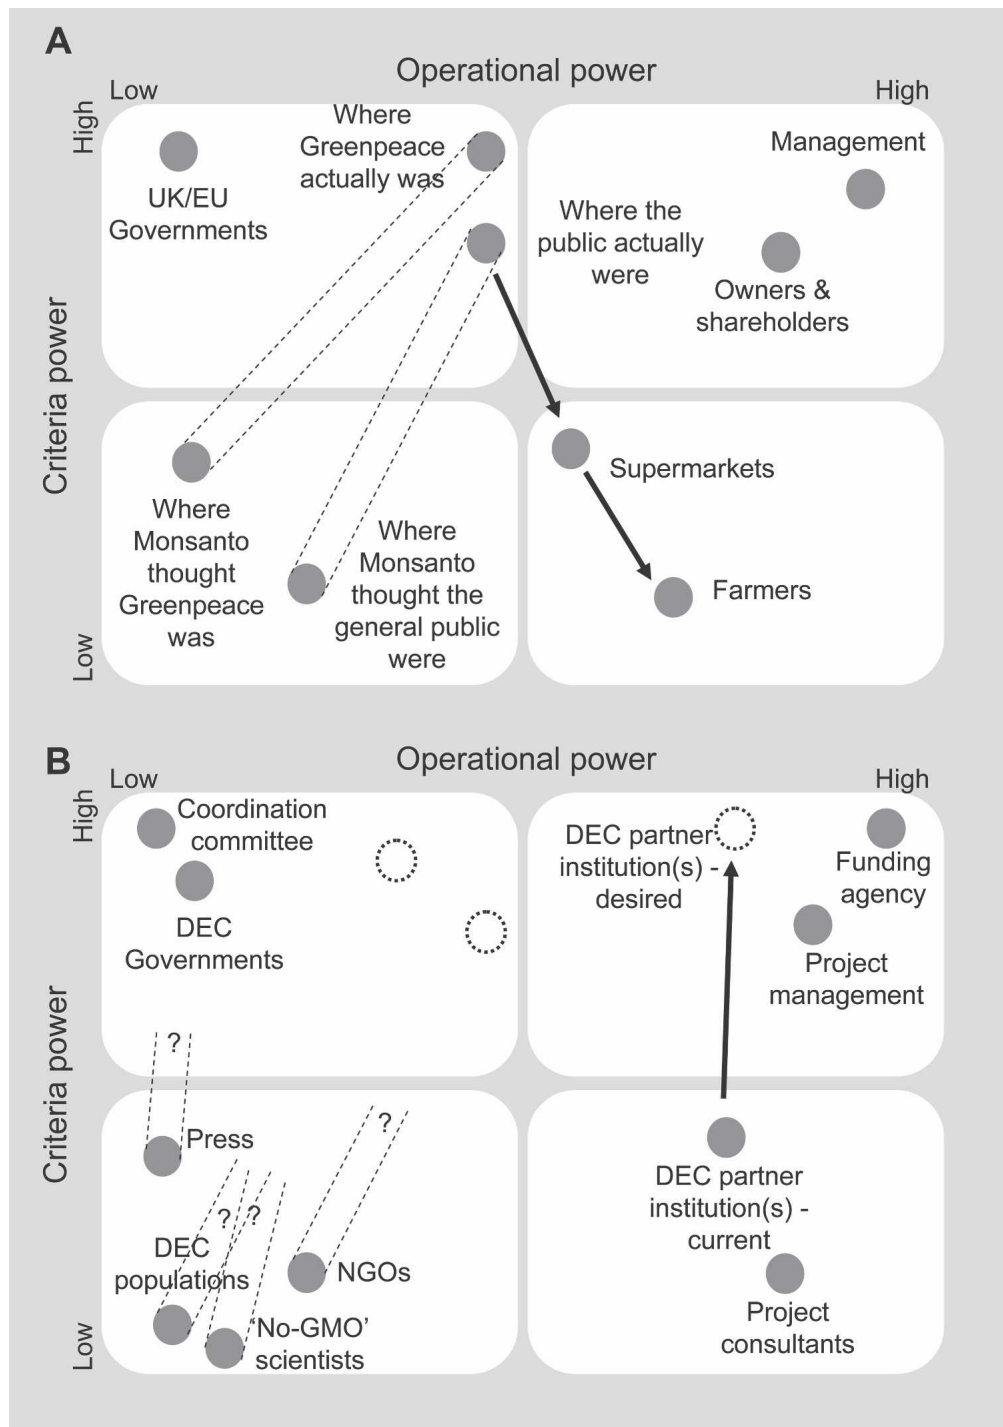 A
Operational power
Low
High
High
Where
Greenpeace
actually was
UK/EU
Governments
Management
Where the
public actually
were
Owners &
shareholders
Criteria power
Supermarkets
Where
Monsanto
thought
Greenpeace
was
Where
Monsanto
thought the
general public
were
Farmers
Low
B
Operational power
Low
High
High
Coordination
committee
DEC
Governments
DEC partner
institution(s) -
desired
Funding
agency
Project
management
Criteria power
?
Press
?
? ?
DEC
populations
NGOs
'No-GMO'
scientists
DEC partner
institution(s) -
current
Project
consultants
Low